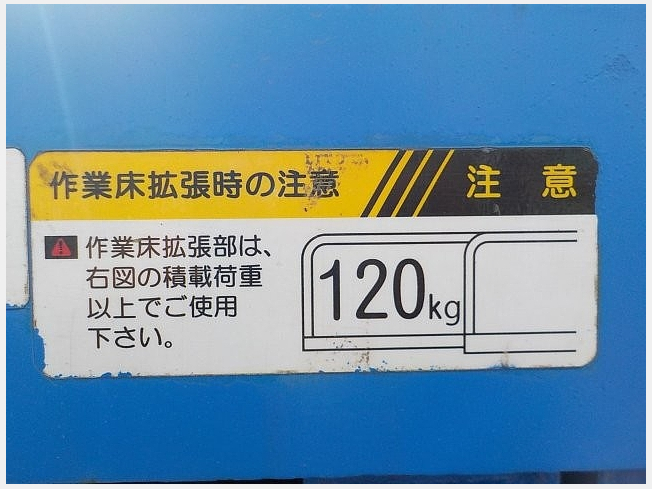 作業床拡張時の注意
注 意
作業床拡張部は、
右図の積載荷重
以上でご使用
下さい。
120kg